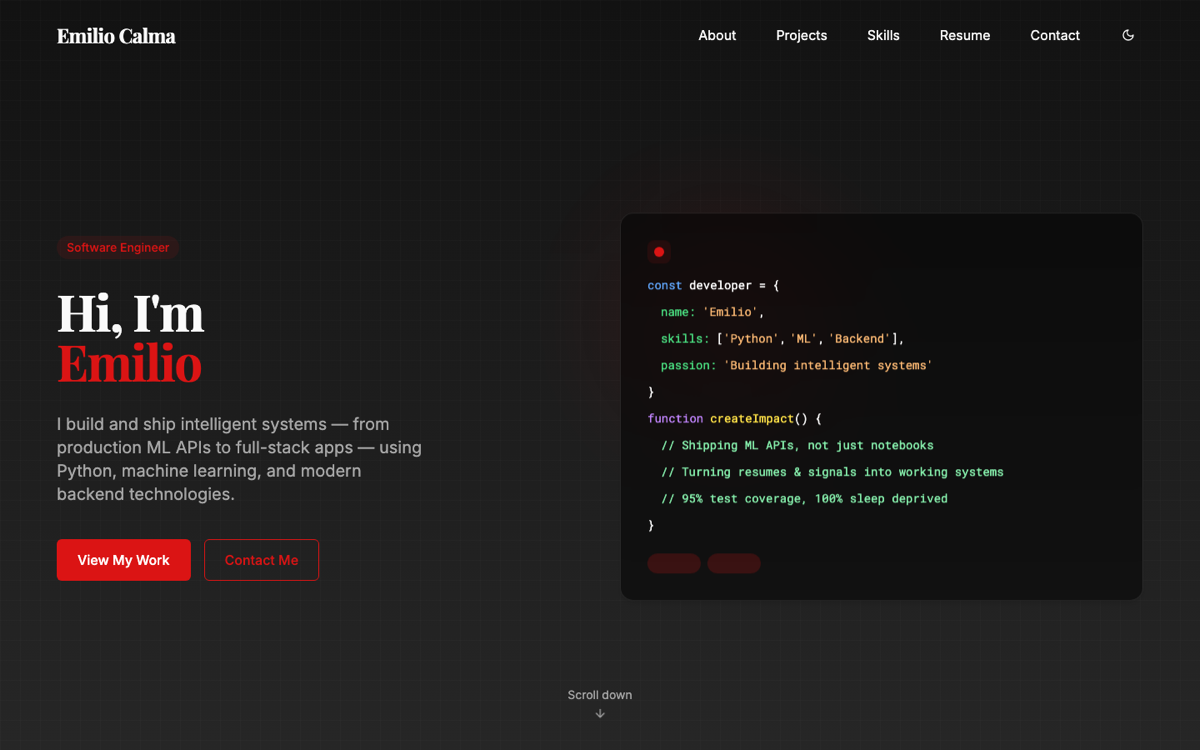 Emilio Calma
About
Projects
Skills
Resume
Contact
Software Engineer
Hi, I'm
Emilio
I build and ship intelligent systems — from
production ML APIs to full-stack apps — using
Python, machine learning, and modern
backend technologies.
View My Work
Contact Me
const developer = {
name: 'Emilio',
skills: ['Python', 'ML', 'Backend'],
passion: 'Building intelligent systems'
}
function createImpact() {
// Shipping ML APIs, not just notebooks
// Turning resumes & signals into working systems
// 95% test coverage, 100% sleep deprived
}
Scroll down